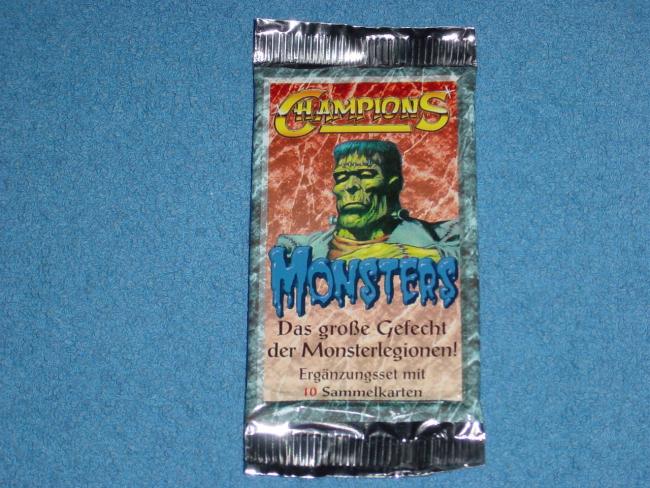 CHAMPIONS
MONSTERS
Das große Gefecht
der Monsterlegionen!
Ergänzungsset mit
10 Sammelkarten